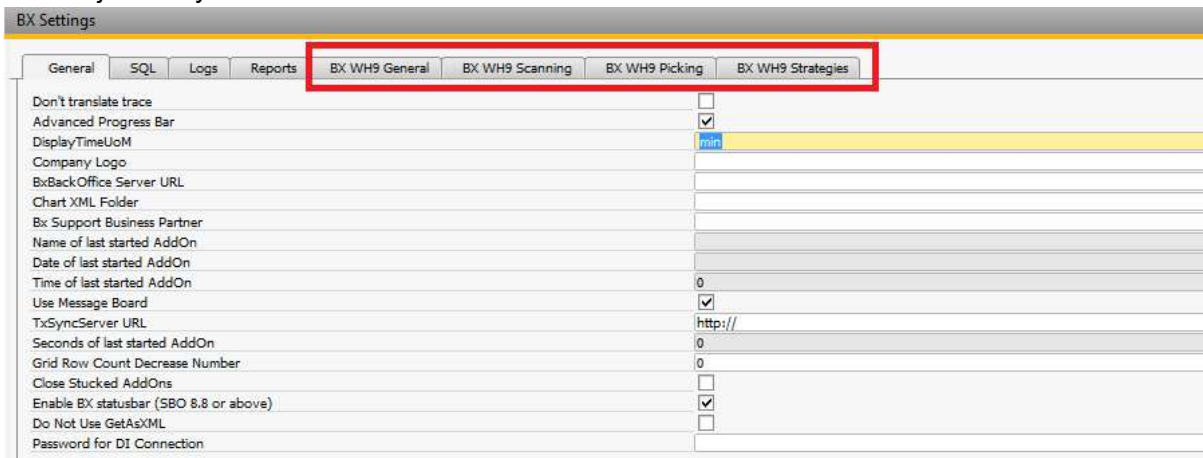 BX Settings
General SQL Logs Reports BX WH9 General BX WH9 Scanning BX WH9 Picking BX WH9 Strategies
Don't translate trace
Advanced Progress Bar
DisplayTimeUoM min
Company Logo
BxBackOffice Server URL
Chart XML Folder
Bx Support Business Partner
Name of last started AddOn
Date of last started AddOn
Time of last started AddOn 0
Use Message Board
TxSyncServer URL http://
Seconds of last started AddOn 0
Grid Row Count Decrease Number 0
Close Stucked AddOns
Enable BX statusbar (SBO 8.8 or above)
Do Not Use GetAsXML
Password for DI Connection